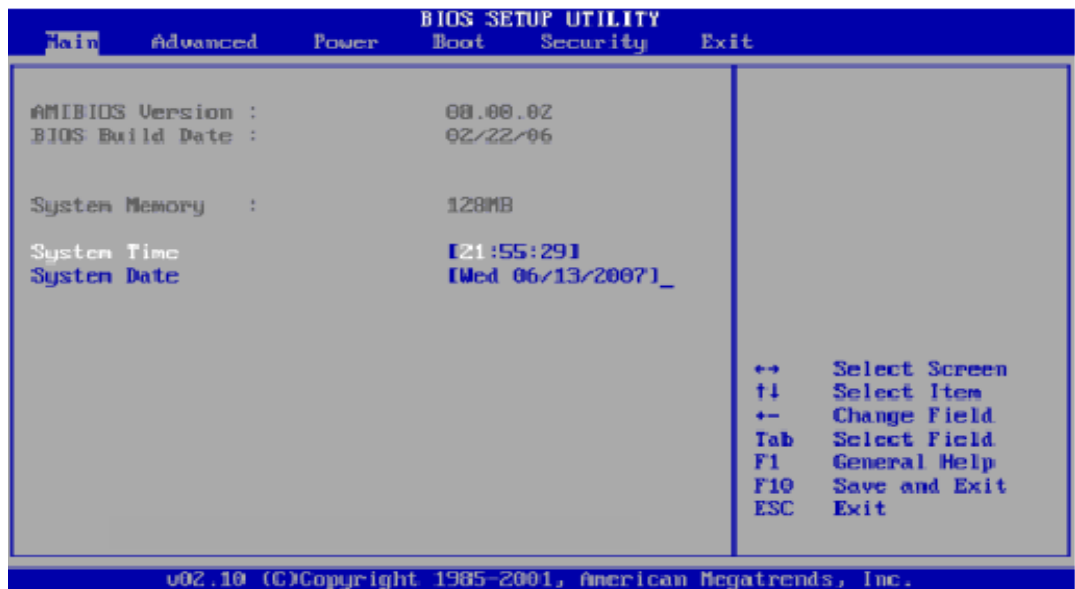 BIOS SETUP UTILITY
Main Advanced Power Boot Security Exit
AMIBIOS Version : 08.00.02
BIOS Build Date : 02/22/06
System Memory : 128MB
System Time [21:55:29]
System Date [Wed 06/13/2007]_
←→ Select Screen
↑↓ Select Item
+- Change Field
Tab Select Field
F1 General Help
F10 Save and Exit
ESC Exit
v02.10 (C)Copyright 1985-2001, American Megatrends, Inc.